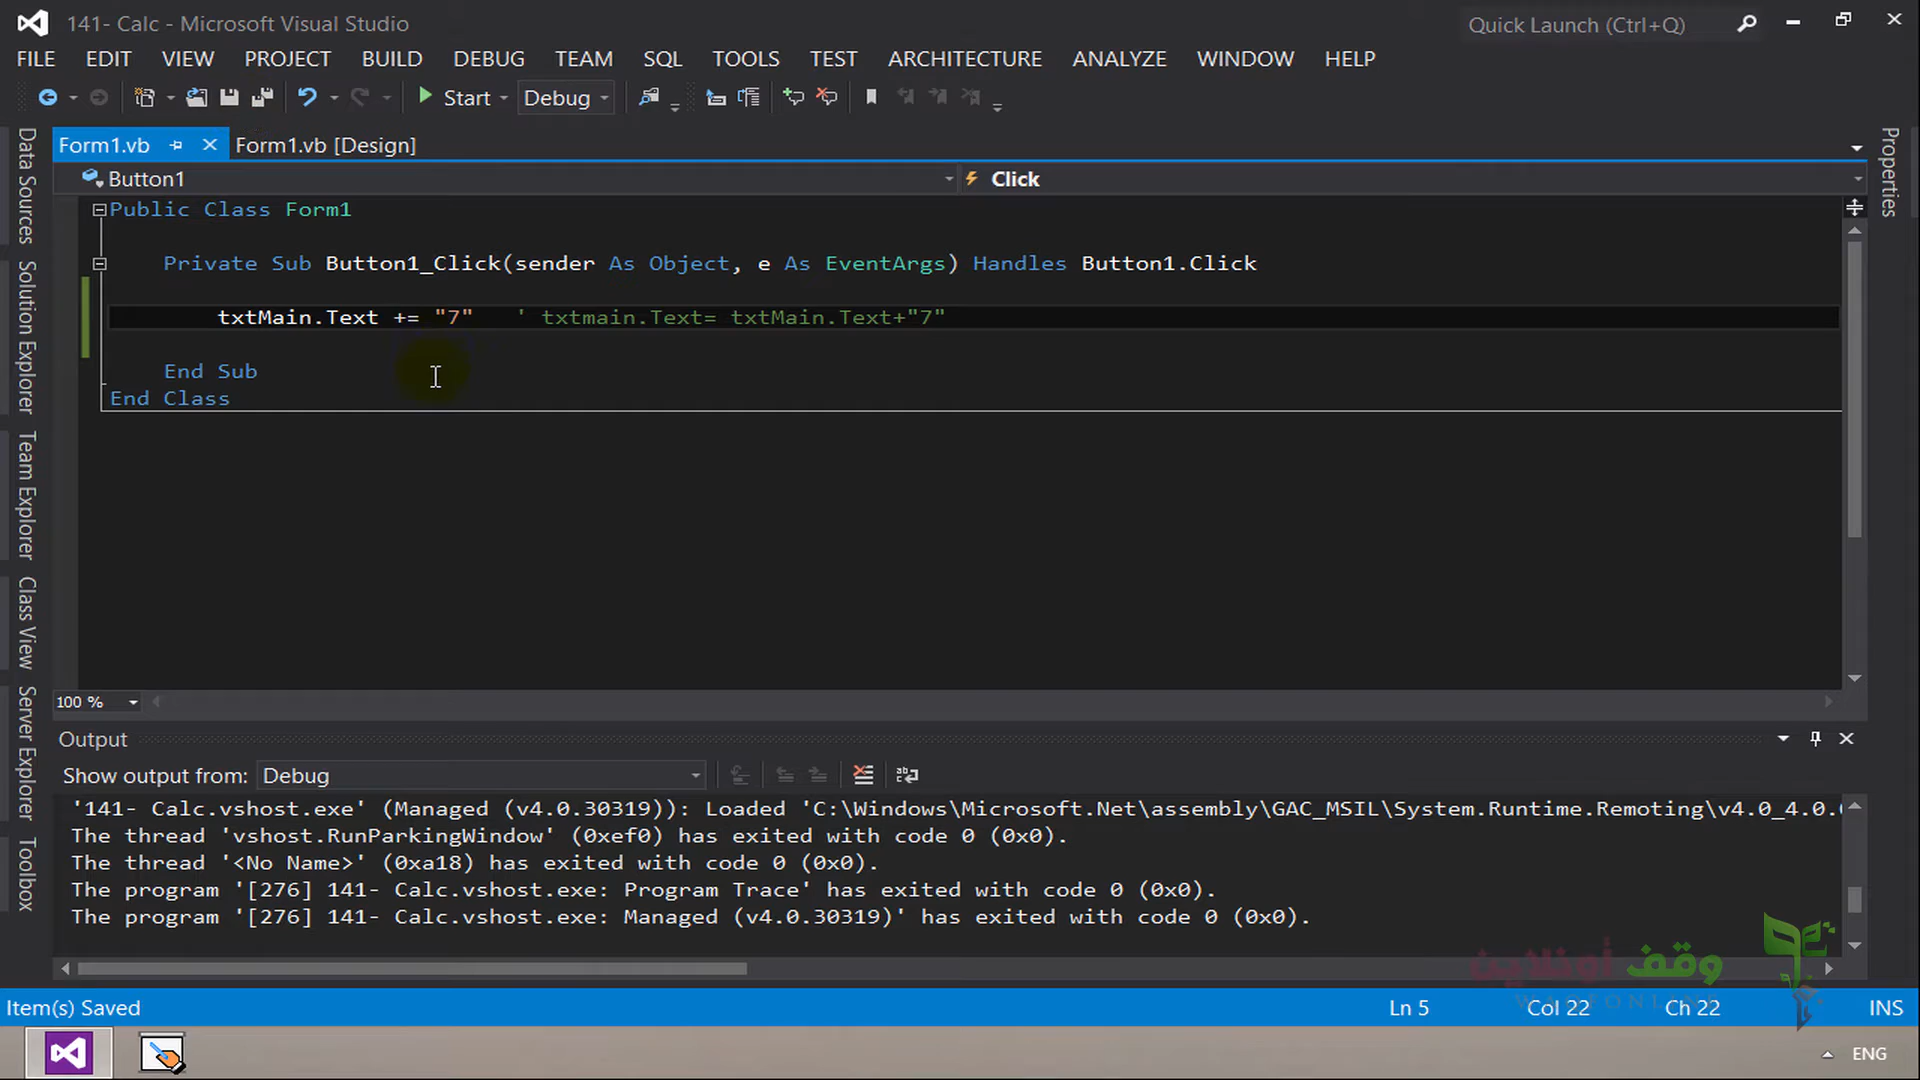 141- Calc - Microsoft Visual Studio
Quick Launch (Ctrl+Q)
FILE EDIT VIEW PROJECT BUILD DEBUG TEAM SQL TOOLS TEST ARCHITECTURE ANALYZE WINDOW HELP
Start Debug
Form1.vb Form1.vb [Design]
Button1 Click
Data Sources
Solution Explorer
Team Explorer
Class View
Server Explorer
Toolbox
Properties
Public Class Form1
Private Sub Button1_Click(sender As Object, e As EventArgs) Handles Button1.Click
txtMain.Text += "7" ' txtmain.Text= txtMain.Text+"7"
End Sub
End Class
100 %
Output
Show output from: Debug
'141- Calc.vshost.exe' (Managed (v4.0.30319)): Loaded 'C:\Windows\Microsoft.Net\assembly\GAC_MSIL\System.Runtime.Remoting\v4.0_4.0.
The thread 'vshost.RunParkingWindow' (0xef0) has exited with code 0 (0x0).
The thread '<No Name>' (0xa18) has exited with code 0 (0x0).
The program '[276] 141- Calc.vshost.exe: Program Trace' has exited with code 0 (0x0).
The program '[276] 141- Calc.vshost.exe: Managed (v4.0.30319)' has exited with code 0 (0x0).
وقف أونلاين
Item(s) Saved Ln 5 Col 22 Ch 22 INS
ENG